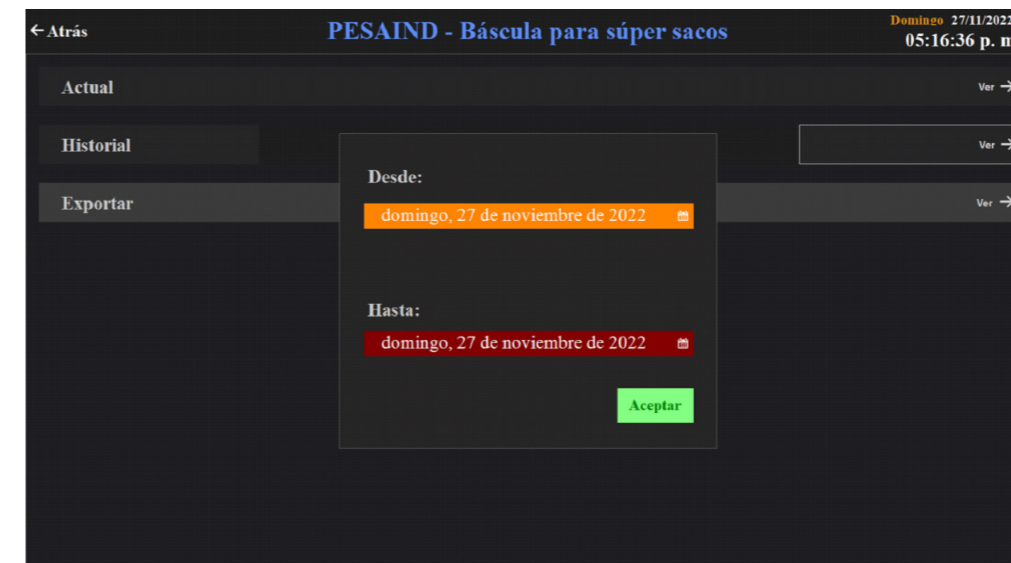 ←Atrás
PESAIND - Báscula para súper sacos
Domingo 27/11/2022
05:16:36 p. m
Actual
Ver →
Historial
Ver →
Desde:
Exportar
Ver →
domingo, 27 de noviembre de 2022
Hasta:
domingo, 27 de noviembre de 2022
Aceptar